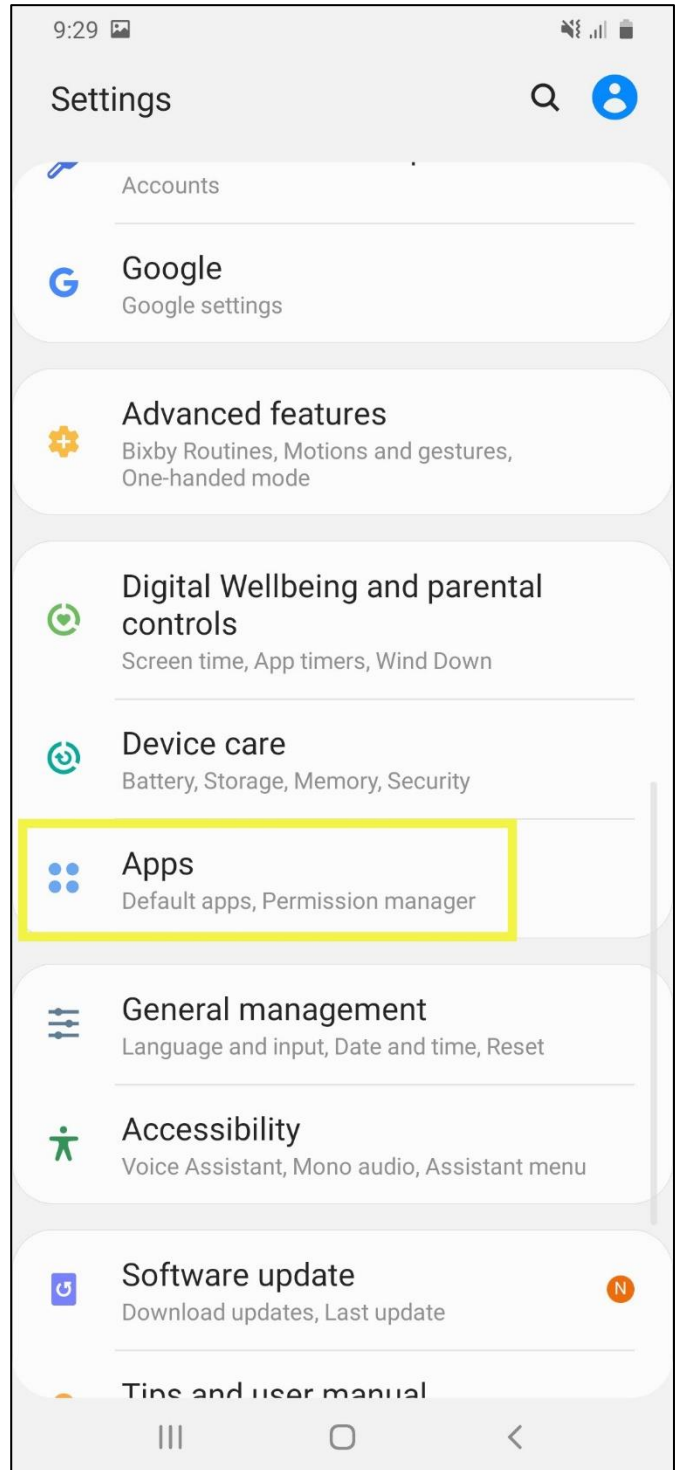 9:29
Settings
Accounts
Google
Google settings
Advanced features
Bixby Routines, Motions and gestures,
One-handed mode
Digital Wellbeing and parental
controls
Screen time, App timers, Wind Down
Device care
Battery, Storage, Memory, Security
Apps
Default apps, Permission manager
General management
Language and input, Date and time, Reset
Accessibility
Voice Assistant, Mono audio, Assistant menu
Software update
N
Download updates, Last update
Tips and user manual